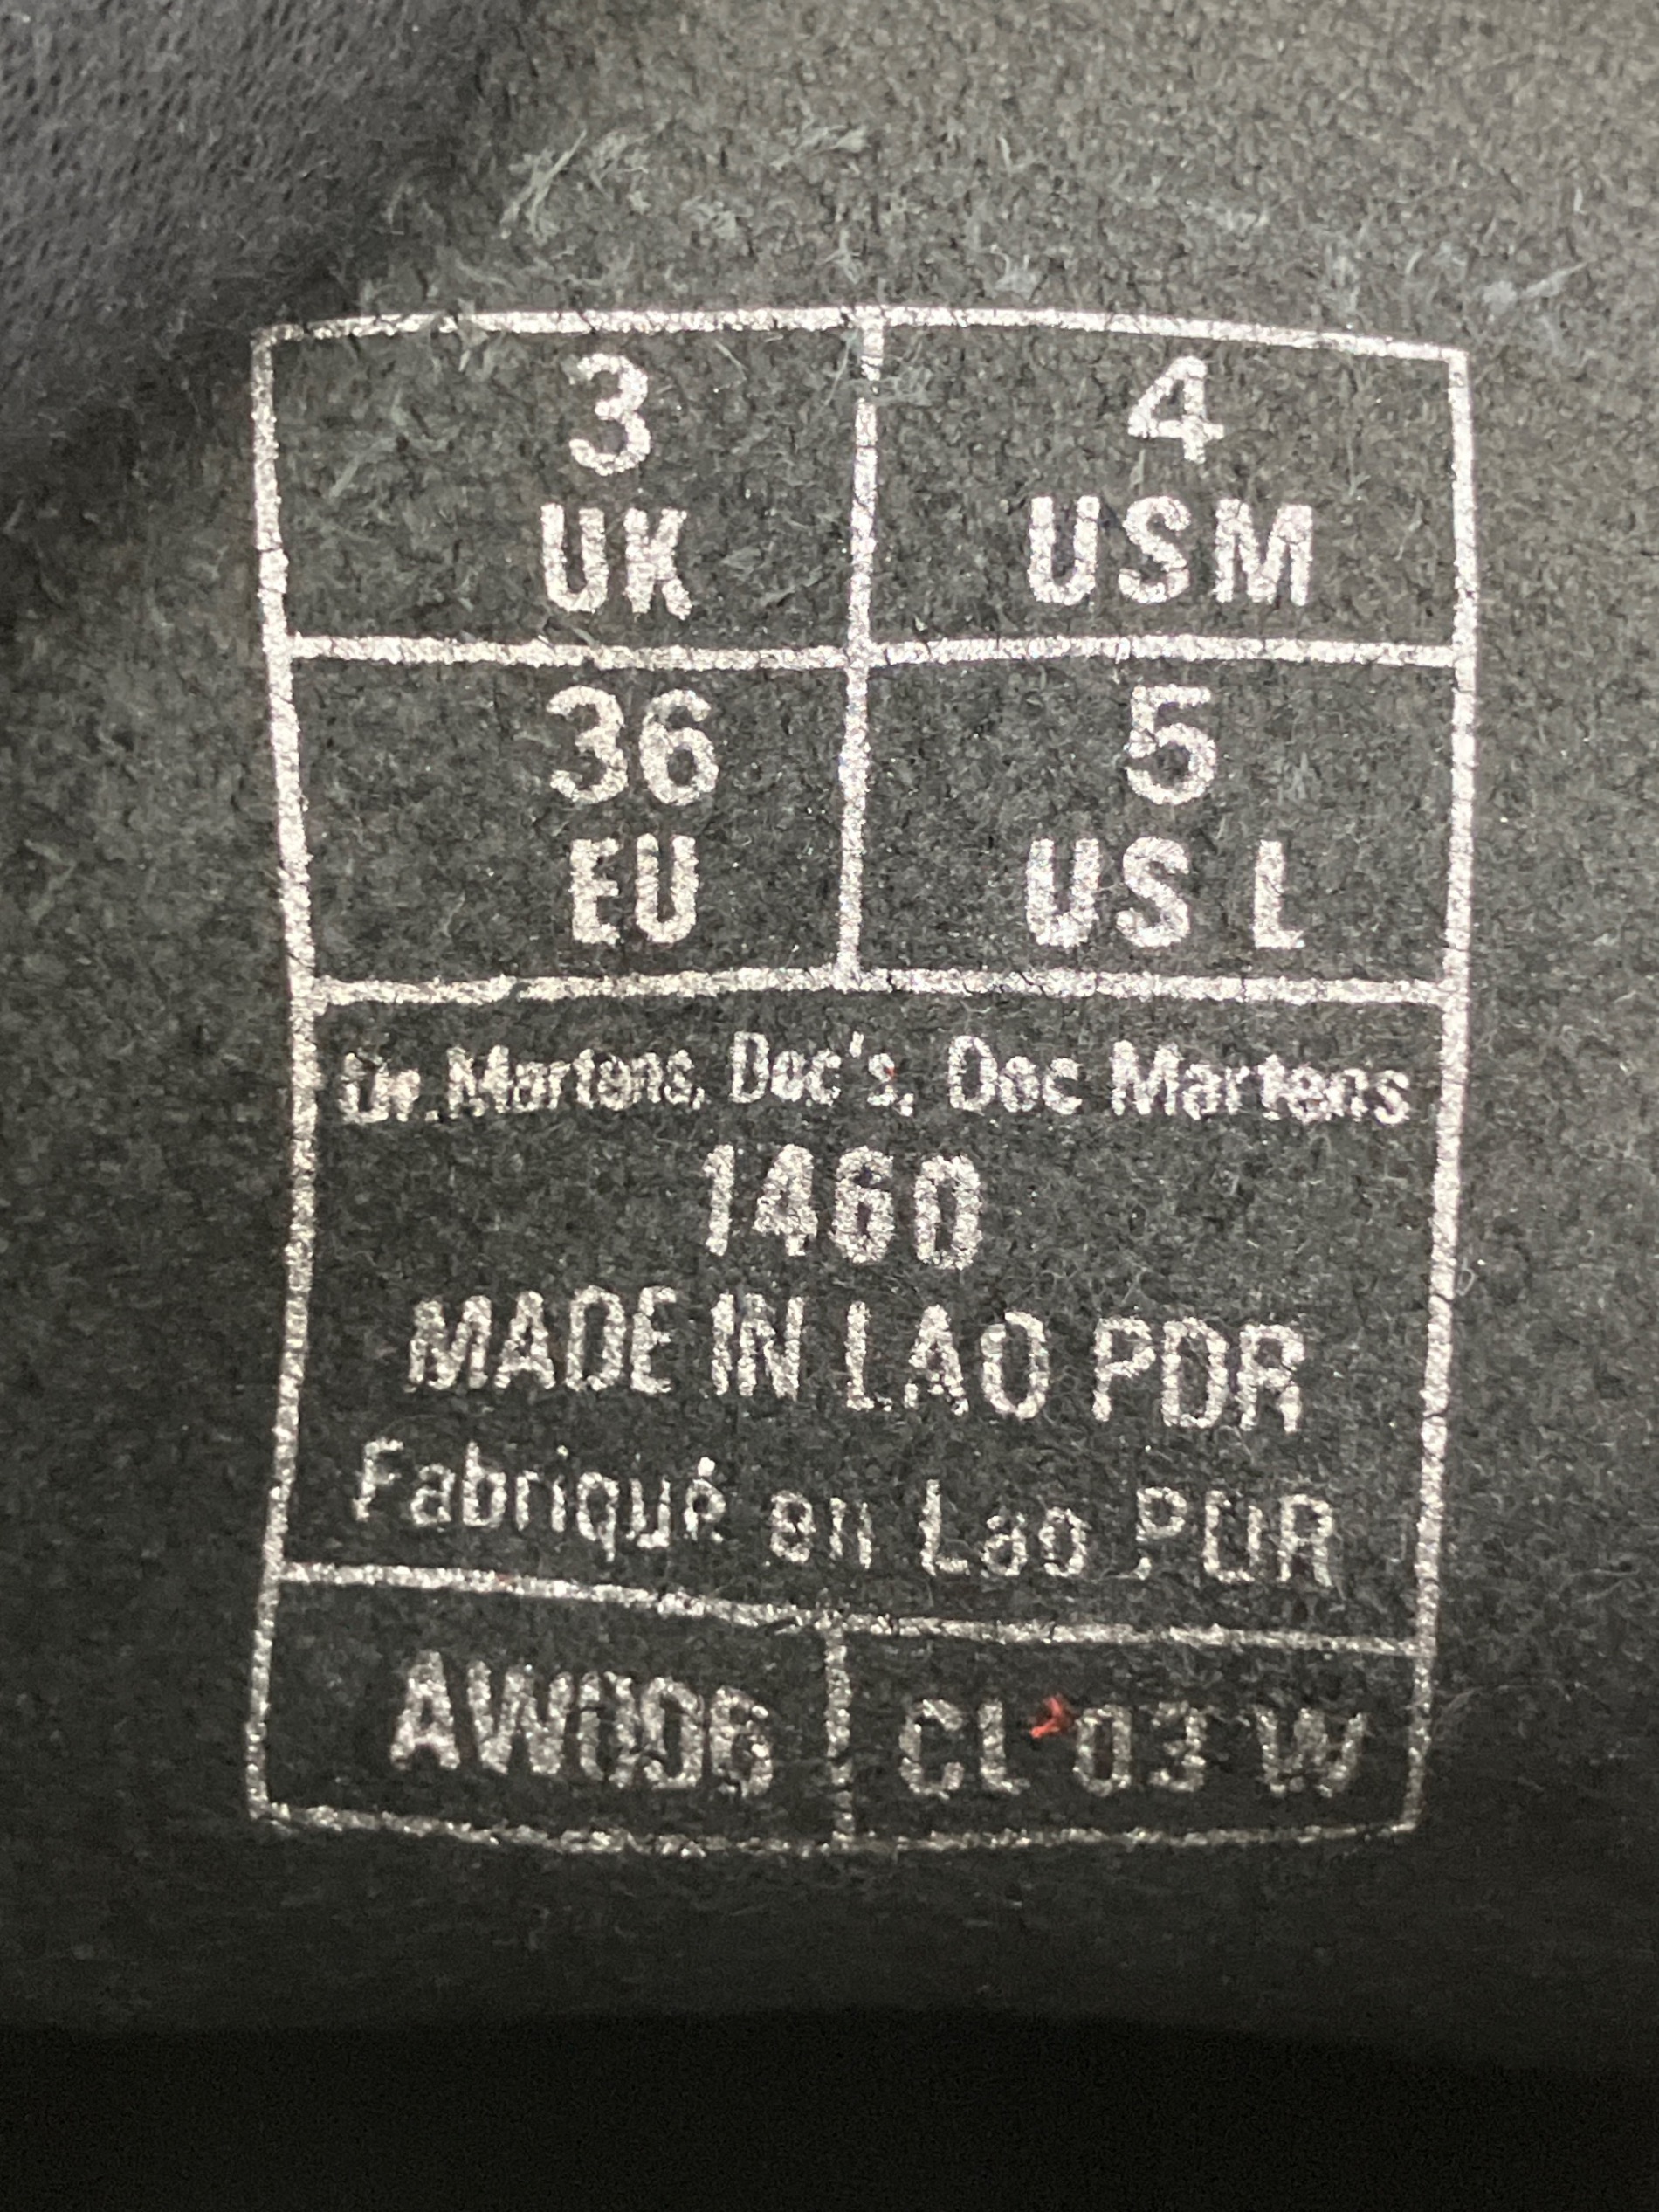 3
UK
4
USM
36
EU
5
US L
Dr.Martens, Doc's, Doc Martens
1460
MADE IN LAO PDR
Fabriqué en Lao PDR
AW006
CL 03 W